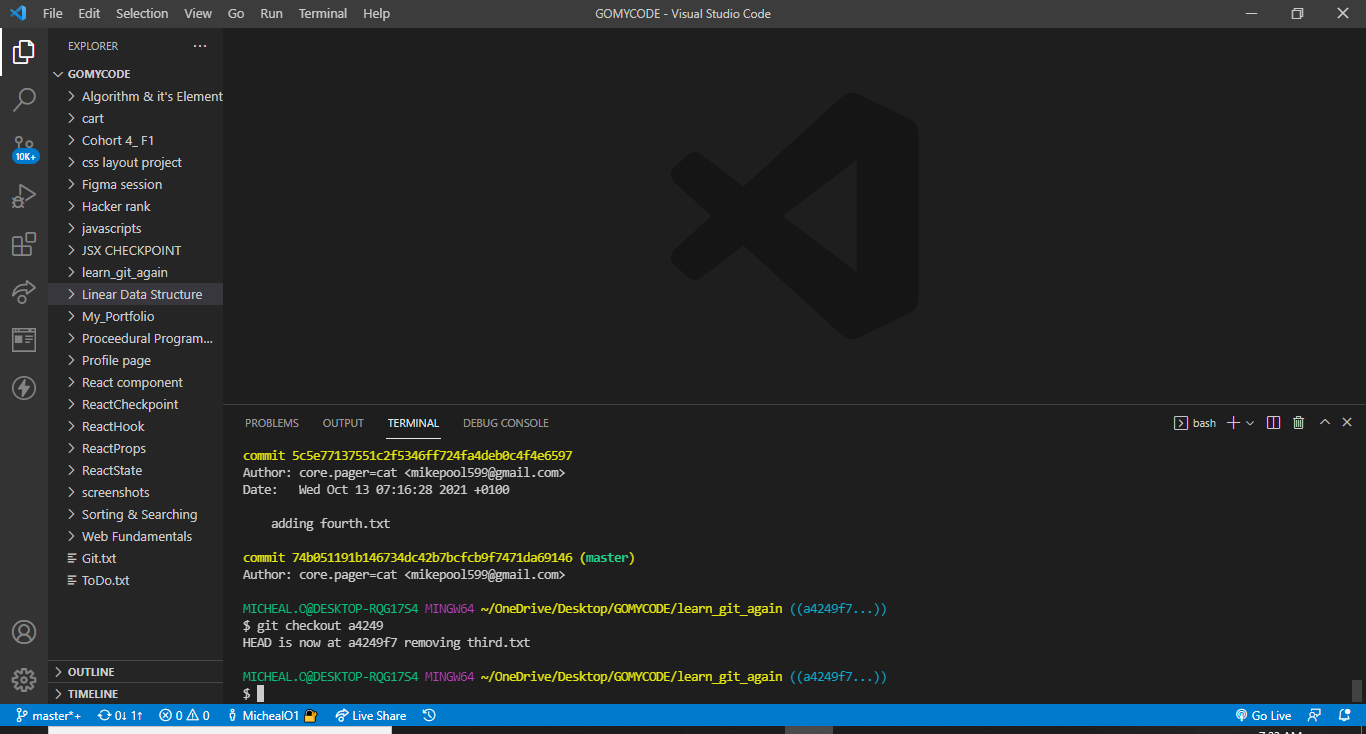 File Edit Selection View Go Run Terminal Help
GOMYCODE - Visual Studio Code
EXPLORER
GOMYCODE
Algorithm & it's Element
cart
Cohort 4_ F1
css layout project
Figma session
Hacker rank
javascripts
JSX CHECKPOINT
learn_git_again
Linear Data Structure
My_Portfolio
Proceedural Program...
Profile page
React component
ReactCheckpoint
ReactHook
ReactProps
ReactState
screenshots
Sorting & Searching
Web Fundamentals
Git.txt
ToDo.txt
OUTLINE
TIMELINE
10K+
PROBLEMS OUTPUT TERMINAL DEBUG CONSOLE
bash
commit 5c5e77137551c2f5346ff724fa4deb0c4f4e6597
Author: core.pager=cat <mikepool599@gmail.com>
Date:   Wed Oct 13 07:16:28 2021 +0100
adding fourth.txt
commit 74b051191b146734dc42b7bcfcb9f7471da69146 (master)
Author: core.pager=cat <mikepool599@gmail.com>
MICHEAL.O@DESKTOP-RQG17S4 MINGW64 ~/OneDrive/Desktop/GOMYCODE/learn_git_again ((a4249f7...))
$ git checkout a4249
HEAD is now at a4249f7 removing third.txt
MICHEAL.O@DESKTOP-RQG17S4 MINGW64 ~/OneDrive/Desktop/GOMYCODE/learn_git_again ((a4249f7...))
$
master*+ 0↓ 1↑ 0 0 MichealO1 Live Share Go Live